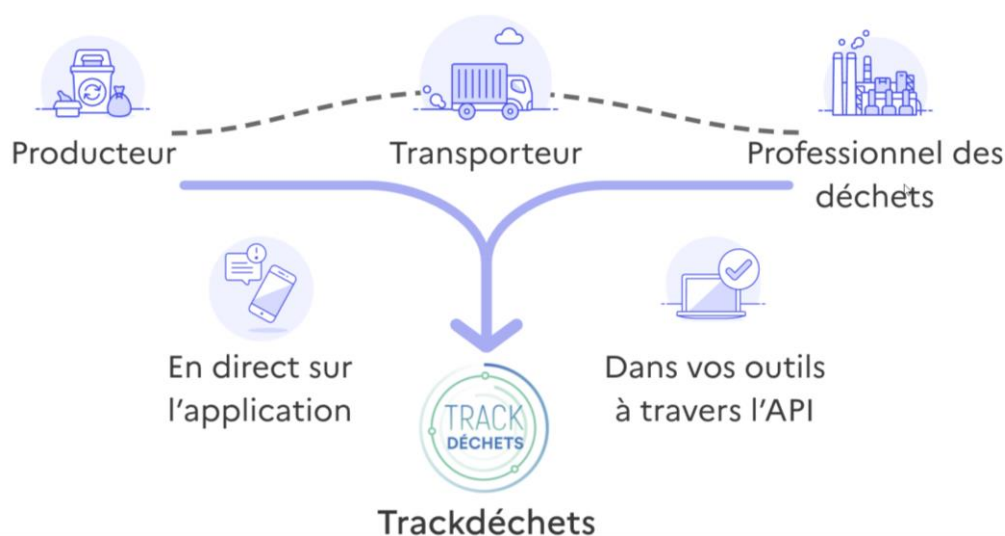 Producteur
Transporteur
Professionnel des
déchets
En direct sur
l’application
Dans vos outils
à travers l’API
TRACK
DÉCHETS
Trackdéchets